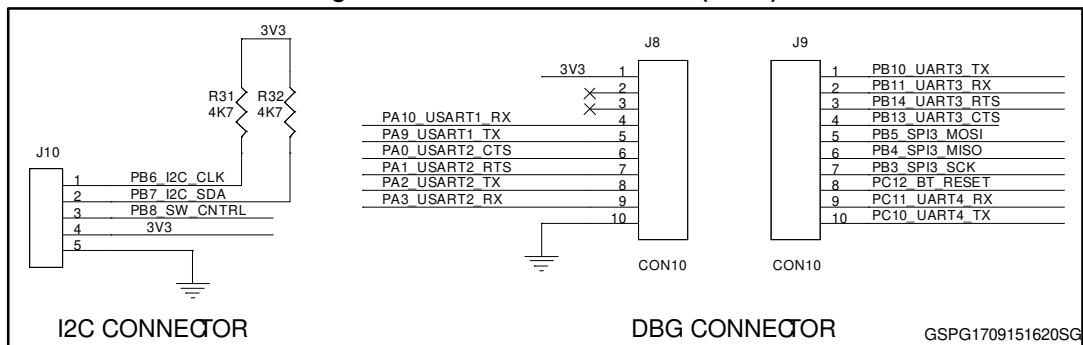 3V3
R31
4K7
R32
4K7
J10
1 PB6_I2C_CLK
2 PB7_I2C_SDA
3 PB8_SW_CNTRL
4 3V3
5
I2C CONNECTOR
J8
3V3 1
2
3
PA10_USART1_RX 4
PA9_USART1_TX 5
PA0_USART2_CTS 6
PA1_USART2_RTS 7
PA2_USART2_TX 8
PA3_USART2_RX 9
10
CON10
J9
1 PB10_UART3_TX
2 PB11_UART3_RX
3 PB14_UART3_RTS
4 PB13_UART3_CTS
5 PB5_SPI3_MOSI
6 PB4_SPI3_MISO
7 PB3_SPI3_SCK
8 PC12_BT_RESET
9 PC11_UART4_RX
10 PC10_UART4_TX
CON10
DBG CONNECTOR
GSPG1709151620SG